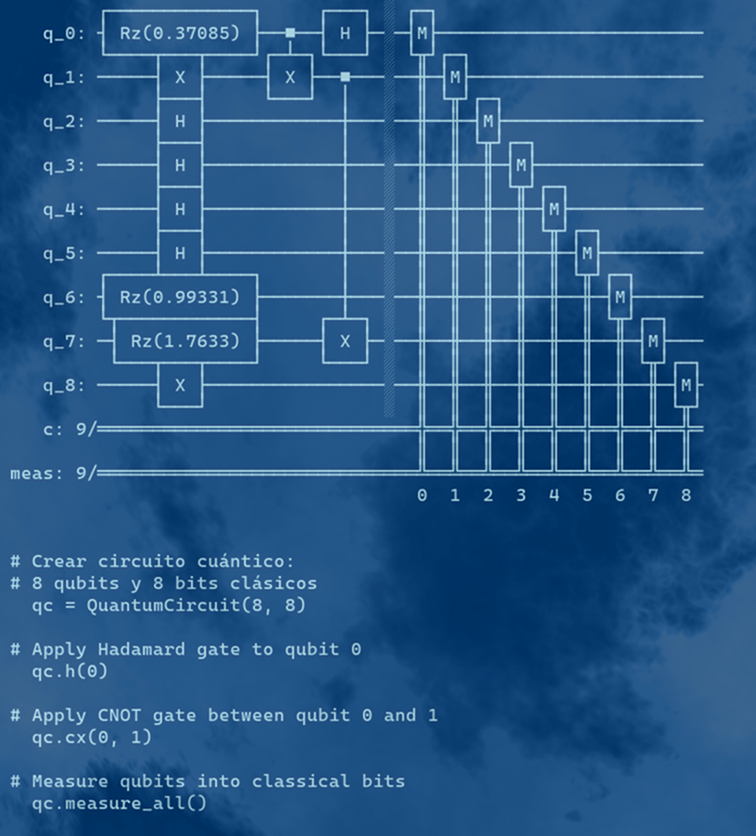 q_0: Rz(0.37085) H M
q_1: X X M
q_2: H M
q_3: H M
q_4: H M
q_5: H M
q_6: Rz(0.99331) M
q_7: Rz(1.7633) X M
q_8: X M
c: 9/
meas: 9/
0 1 2 3 4 5 6 7 8
# Crear circuito cuántico:
# 8 qubits y 8 bits clásicos
qc = QuantumCircuit(8, 8)
# Apply Hadamard gate to qubit 0
qc.h(0)
# Apply CNOT gate between qubit 0 and 1
qc.cx(0, 1)
# Measure qubits into classical bits
qc.measure_all()